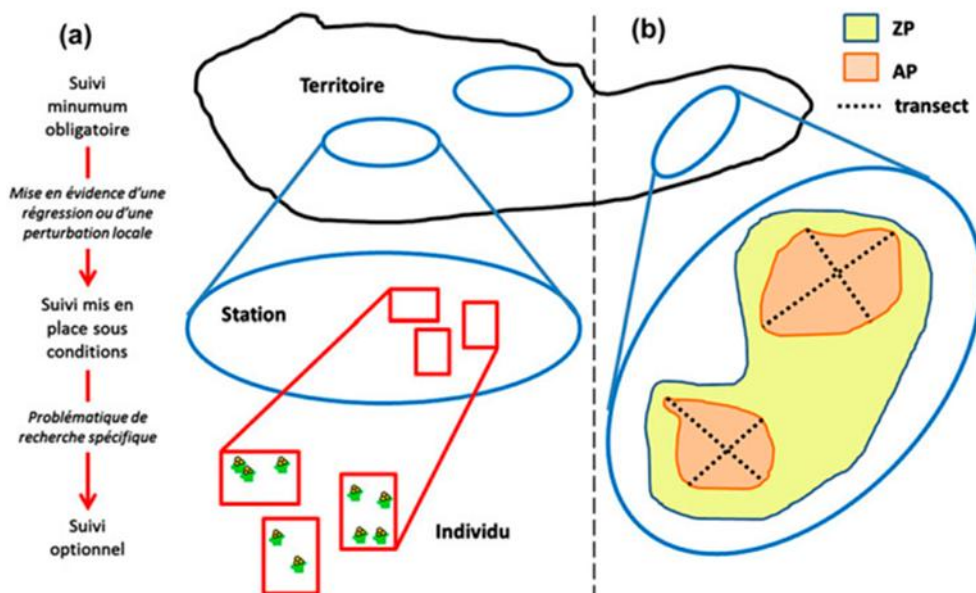 (a)
Suivi
minumum
obligatoire
Mise en évidence d'une
régression ou d'une
perturbation locale
Suivi mis en
place sous
conditions
Problématique de
recherche spécifique
Suivi
optionnel
Territoire
Station
Individu
(b)
ZP
AP
transect